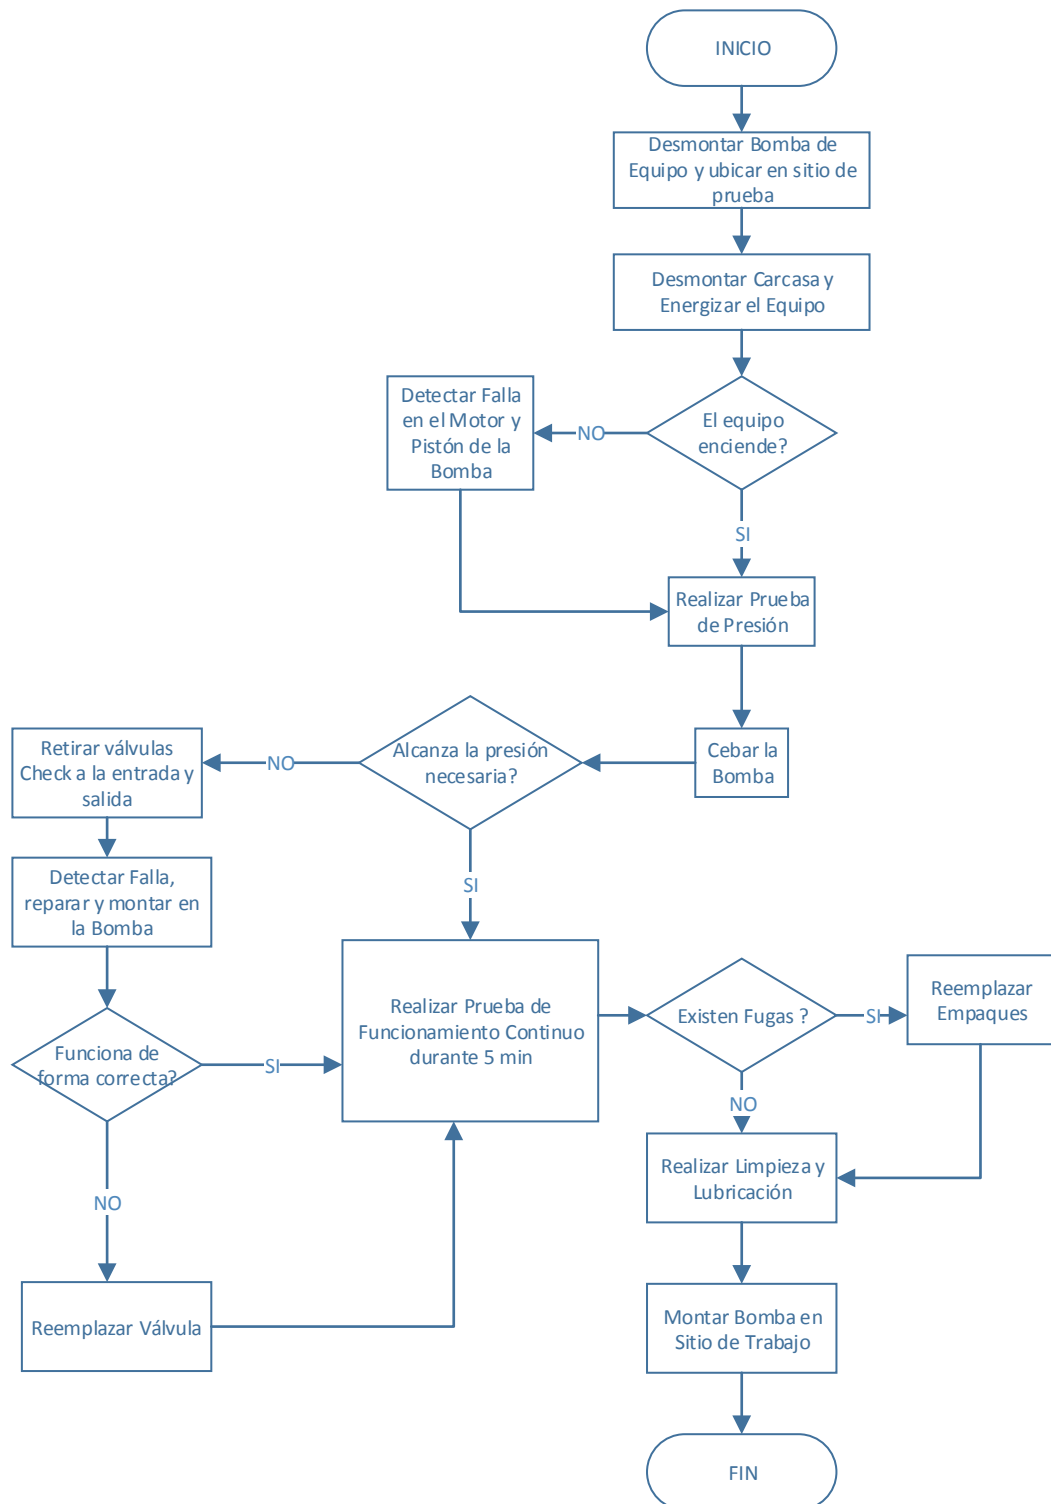 INICIO
Desmontar Bomba de
Equipo y ubicar en sitio de
prueba
Desmontar Carcasa y
Energizar el Equipo
El equipo
enciende?
NO
Detectar Falla
en el Motor y
Pistón de la
Bomba
SI
Realizar Prueba
de Presión
Cebar la
Bomba
Alcanza la presión
necesaria?
NO
Retirar válvulas
Check a la entrada y
salida
Detectar Falla,
reparar y montar en
la Bomba
SI
Funciona de
forma correcta?
SI
Realizar Prueba de
Funcionamiento Continuo
durante 5 min
Existen Fugas ?
SI
Reemplazar
Empaques
NO
NO
Reemplazar Válvula
Realizar Limpieza y
Lubricación
Montar Bomba en
Sitio de Trabajo
FIN